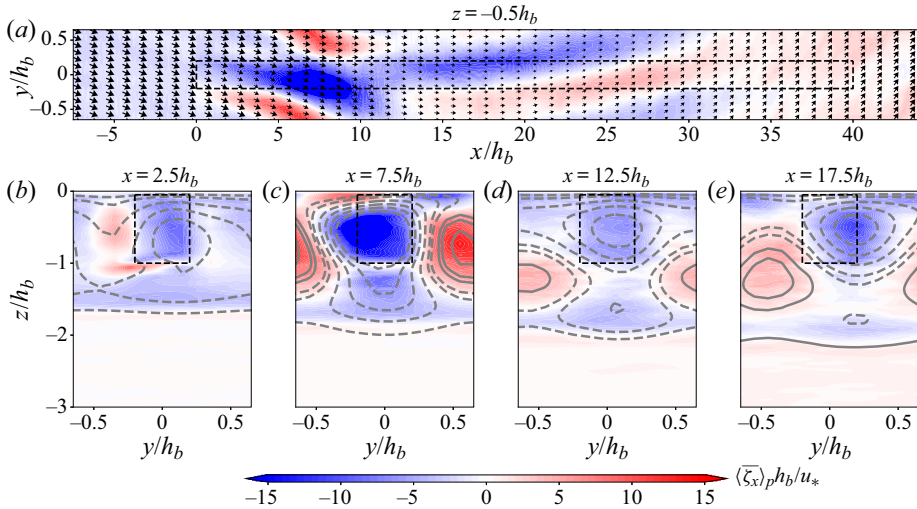 z = –0.5h_b
(a)
0.5
0
–0.5
y/h_b
–5 0 5 10 15 20 25 30 35 40
x/h_b
(b) x = 2.5h_b (c) x = 7.5h_b (d) x = 12.5h_b (e) x = 17.5h_b
0
–1
–2
–3
z/h_b
–0.5 0 0.5 –0.5 0 0.5 –0.5 0 0.5 –0.5 0 0.5
y/h_b y/h_b y/h_b y/h_b
–15 –10 –5 0 5 10 15
⟨ζ̅_x⟩_p h_b/u_*